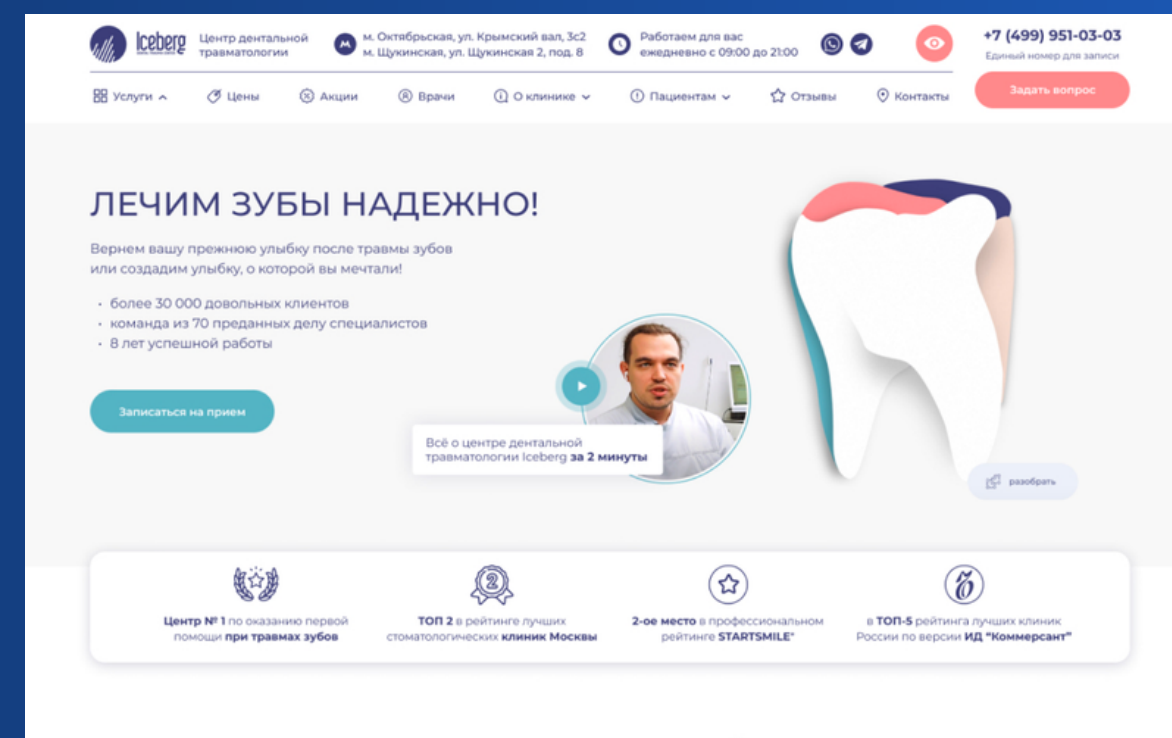 Iceberg
Центр дентальной
травматологии
м. Октябрьская, ул. Крымский вал, 3с2
м. Щукинская, ул. Щукинская 2, под. 8
Работаем для вас
ежедневно с 09:00 до 21:00
+7 (499) 951-03-03
Единый номер для записи
Услуги
Цены
Акции
Врачи
О клинике
Пациентам
Отзывы
Контакты
Задать вопрос
ЛЕЧИМ ЗУБЫ НАДЕЖНО!
Вернем вашу прежнюю улыбку после травмы зубов
или создадим улыбку, о которой вы мечтали!
• более 30 000 довольных клиентов
• команда из 70 преданных делу специалистов
• 8 лет успешной работы
Записаться на прием
Всё о центре дентальной
травматологии Iceberg за 2 минуты
разобрать
Центр № 1 по оказанию первой
помощи при травмах зубов
2
ТОП 2 в рейтинге лучших
стоматологических клиник Москвы
2-ое место в профессиональном
рейтинге STARTSMILE*
в ТОП-5 рейтинга лучших клиник
России по версии ИД “Коммерсант”